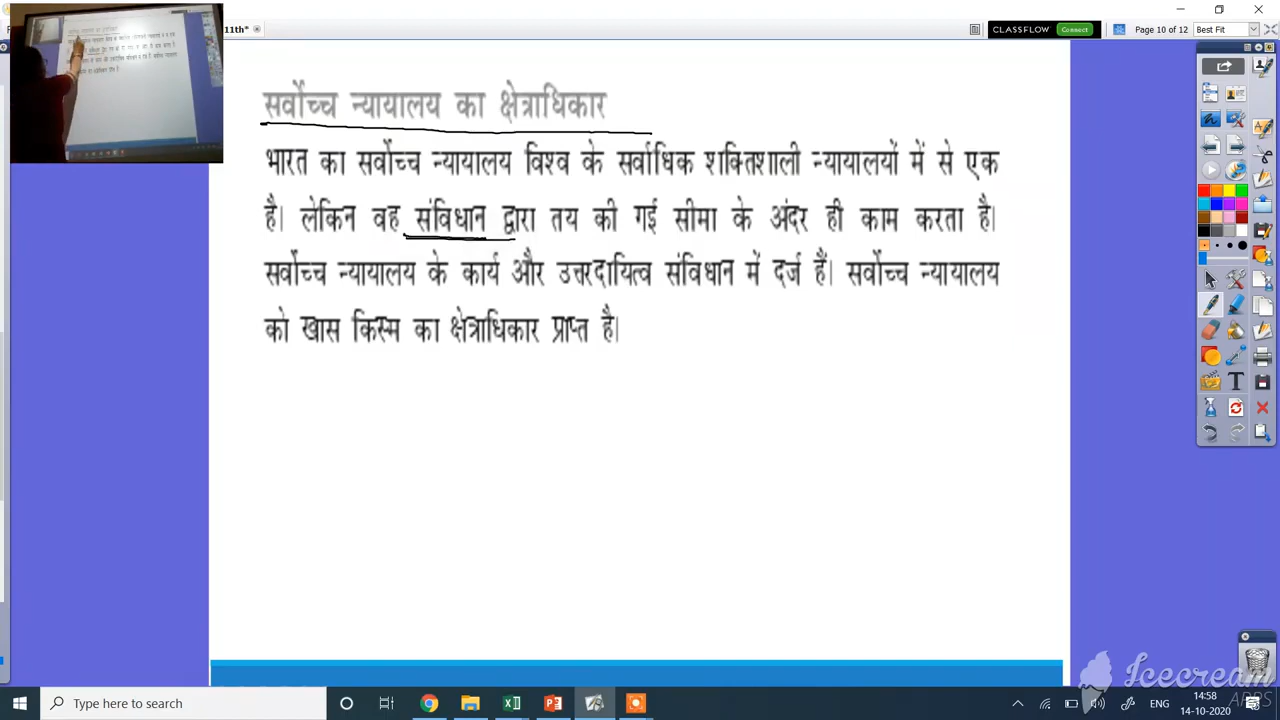 11th*
CLASSFLOW Connect
Page 10 of 12
सर्वोच्च न्यायालय का क्षेत्राधिकार
भारत का सर्वोच्च न्यायालय विश्व के सर्वाधिक शक्तिशाली न्यायालयों में से एक
है। लेकिन वह संविधान द्वारा तय की गई सीमा के अंदर ही काम करता है।
सर्वोच्च न्यायालय के कार्य और उत्तरदायित्व संविधान में दर्ज हैं। सर्वोच्च न्यायालय
को खास किस्म का क्षेत्राधिकार प्राप्त है।
Icecream
APPS
Type here to search
ENG
14:58
14-10-2020